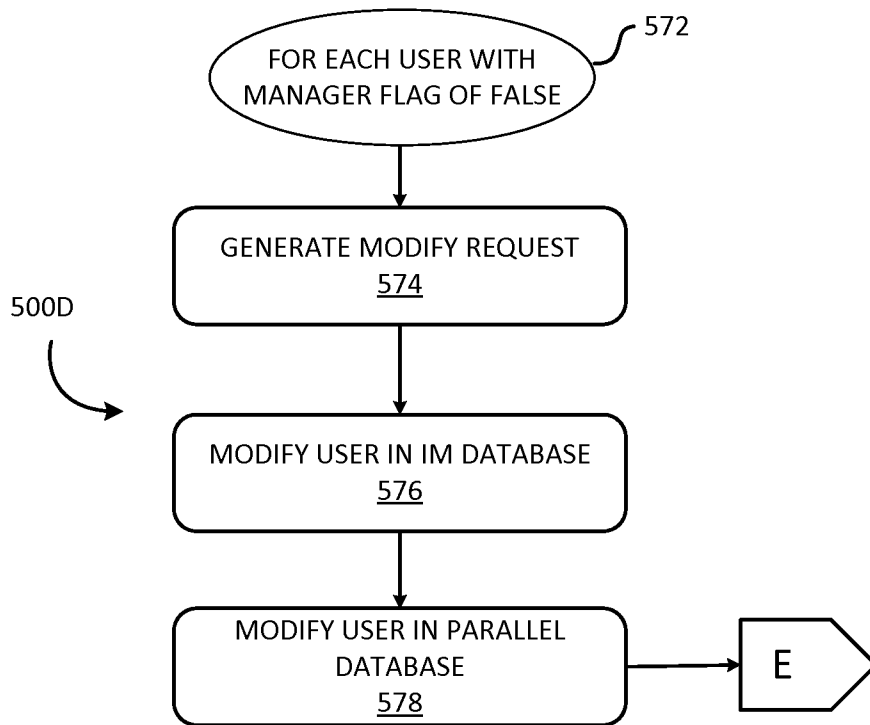 572
FOR EACH USER WITH
MANAGER FLAG OF FALSE
GENERATE MODIFY REQUEST
574
500D
MODIFY USER IN IM DATABASE
576
MODIFY USER IN PARALLEL
DATABASE
578
E